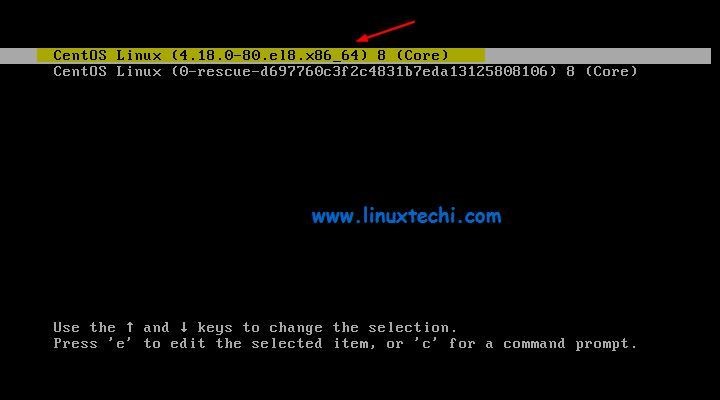 CentOS Linux (4.18.0-80.el8.x86_64) 8 (Core)
CentOS Linux (0-rescue-d697760c3f2c4831b7eda13125808106) 8 (Core)
www.linuxtechi.com
Use the ↑ and ↓ keys to change the selection.
Press 'e' to edit the selected item, or 'c' for a command prompt.